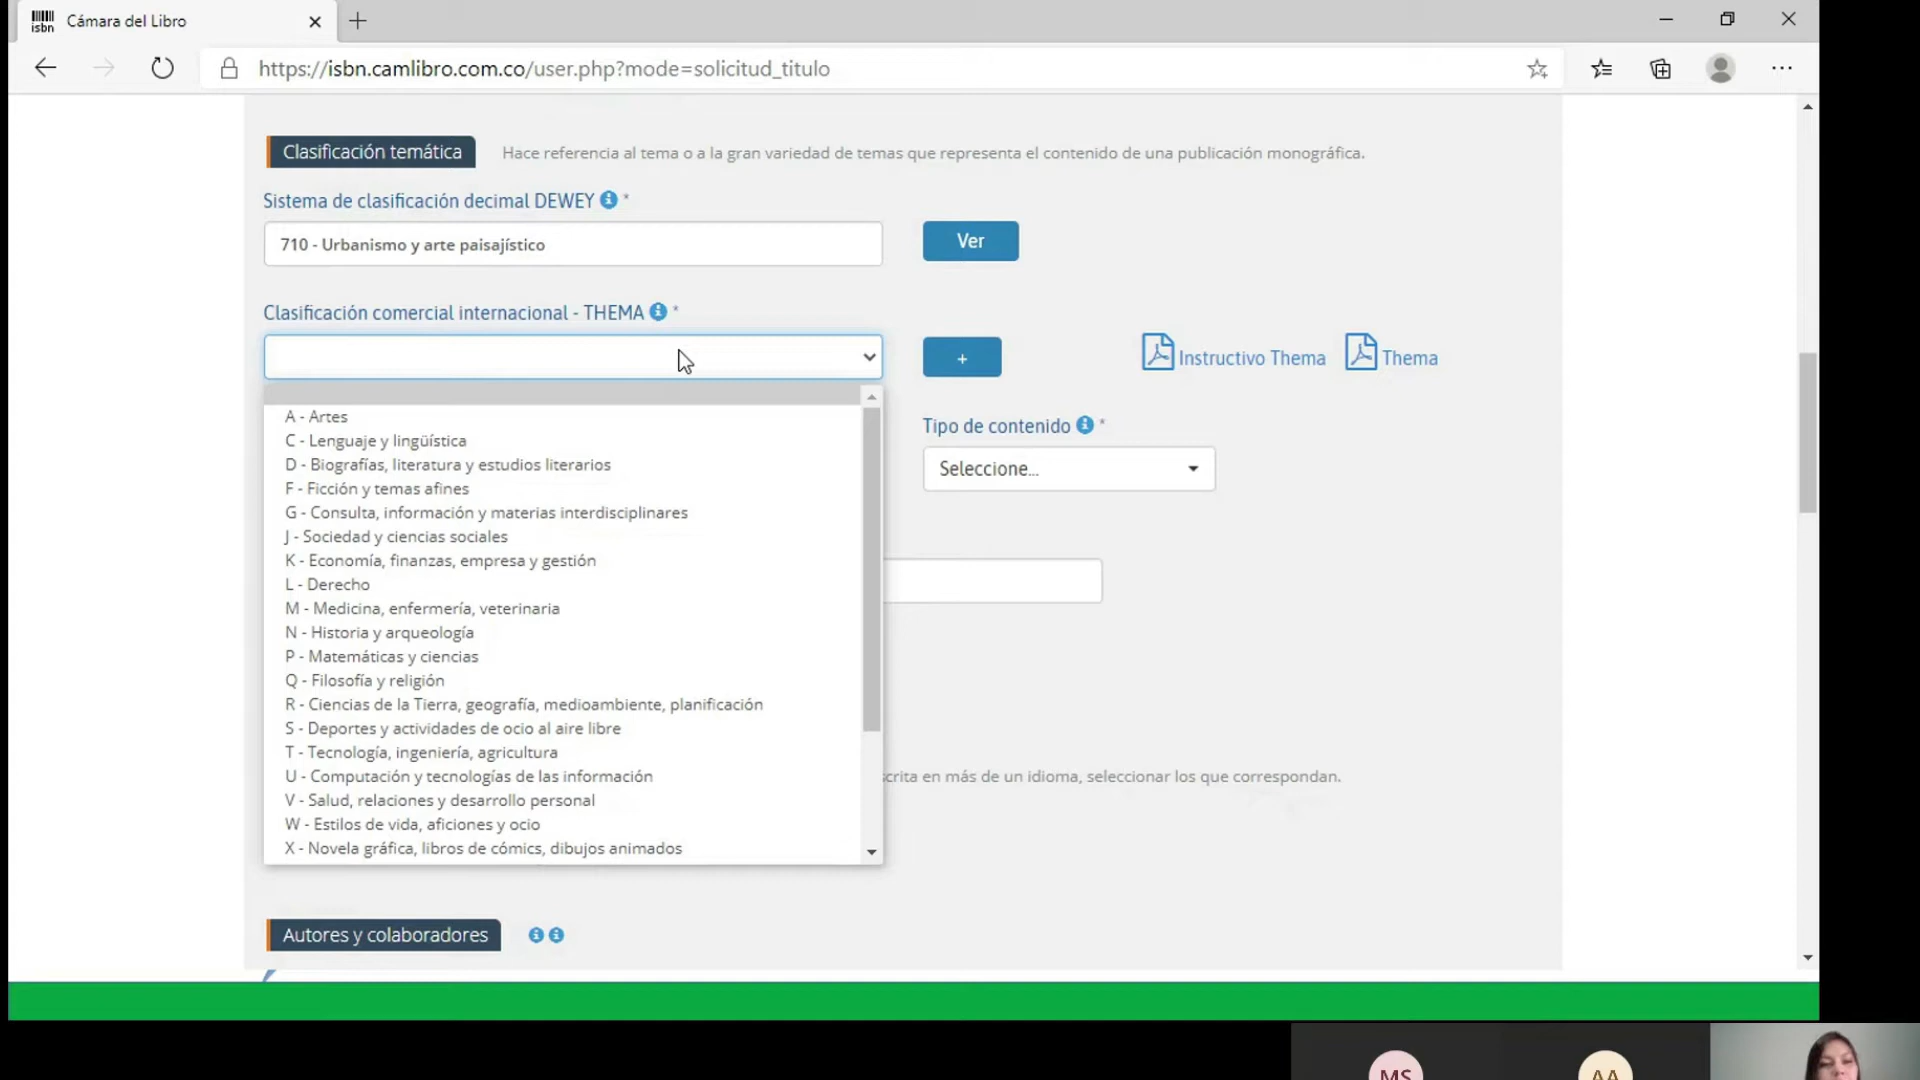 isbn
Cámara del Libro
https://isbn.camlibro.com.co/user.php?mode=solicitud_titulo
Clasificación temática
Hace referencia al tema o a la gran variedad de temas que representa el contenido de una publicación monográfica.
Sistema de clasificación decimal DEWEY *
710 - Urbanismo y arte paisajístico
Ver
Clasificación comercial internacional - THEMA *
+
Instructivo Thema
Thema
A - Artes
C - Lenguaje y lingüística
D - Biografías, literatura y estudios literarios
F - Ficción y temas afines
G - Consulta, información y materias interdisciplinares
J - Sociedad y ciencias sociales
K - Economía, finanzas, empresa y gestión
L - Derecho
M - Medicina, enfermería, veterinaria
N - Historia y arqueología
P - Matemáticas y ciencias
Q - Filosofía y religión
R - Ciencias de la Tierra, geografía, medioambiente, planificación
S - Deportes y actividades de ocio al aire libre
T - Tecnología, ingeniería, agricultura
U - Computación y tecnologías de las información
V - Salud, relaciones y desarrollo personal
W - Estilos de vida, aficiones y ocio
X - Novela gráfica, libros de cómics, dibujos animados
Tipo de contenido *
Seleccione...
scrita en más de un idioma, seleccionar los que correspondan.
Autores y colaboradores
MS
AA